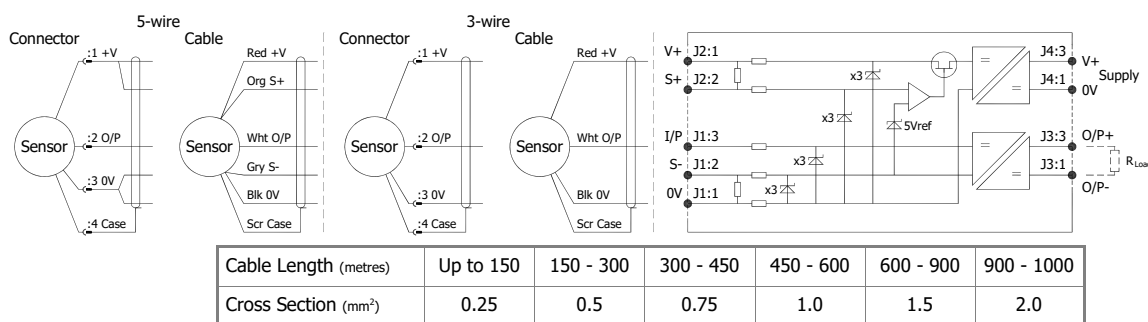 5-wire
3-wire
Connector
Cable
Connector
Cable
:1 +V
Red +V
Org S+
:2 O/P
Wht O/P
Gry S-
:3 0V
Blk 0V
:4 Case
Scr Case
Sensor
Sensor
:1 +V
Red +V
:2 O/P
Wht O/P
:3 0V
Blk 0V
:4 Case
Scr Case
Sensor
Sensor
V+ J2:1
S+ J2:2
I/P J1:3
S- J1:2
0V J1:1
x3
x3
x3
x3
5Vref
J4:3 V+
Supply
J4:1 0V
J3:3 O/P+
RLoad
J3:1 O/P-
Cable Length (metres) Up to 150 150 - 300 300 - 450 450 - 600 600 - 900 900 - 1000
Cross Section (mm²) 0.25 0.5 0.75 1.0 1.5 2.0